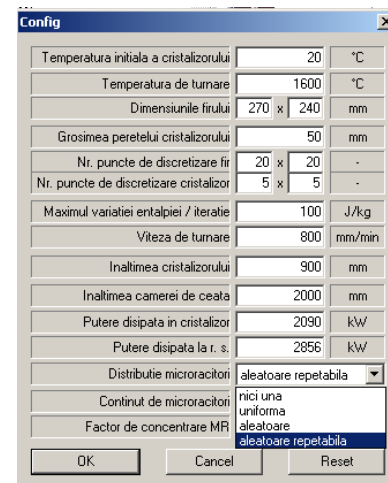 Config
Temperatura initiala a cristalizorului 20 °C
Temperatura de turnare 1600 °C
Dimensiunile firului 270 x 240 mm
Grosimea peretelui cristalizorului 50 mm
Nr. puncte de discretizare fir 20 x 20 -
Nr. puncte de discretizare cristalizor 5 x 5 -
Maximul variatiei entalpiei / iteratie 100 J/kg
Viteza de turnare 800 mm/min
Inaltimea cristalizorului 900 mm
Inaltimea camerei de ceata 2000 mm
Putere disipata in cristalizor 2090 kW
Putere disipata la r. s. 2856 kW
Distributie microracitori aleatoare repetabila
Continut de microracitori nici una
uniforma
Factor de concentrare MR aleatoare
aleatoare repetabila
OK Cancel Reset